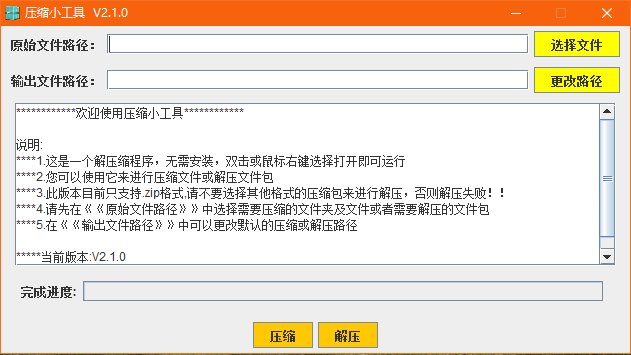 压缩小工具 V2.1.0
原始文件路径：
选择文件
输出文件路径：
更改路径
************欢迎使用压缩小工具************
说明:
****1.这是一个解压缩程序，无需安装，双击或鼠标右键选择打开即可运行
****2.您可以使用它来进行压缩文件或解压文件包
****3.此版本目前只支持.zip格式,请不要选择其他格式的压缩包来进行解压，否则解压失败！！
****4.请先在《《原始文件路径》》中选择需要压缩的文件夹及文件或者需要解压的文件包
****5.在《《输出文件路径》》中可以更改默认的压缩或解压路径
*****当前版本:V2.1.0
完成进度:
压缩
解压